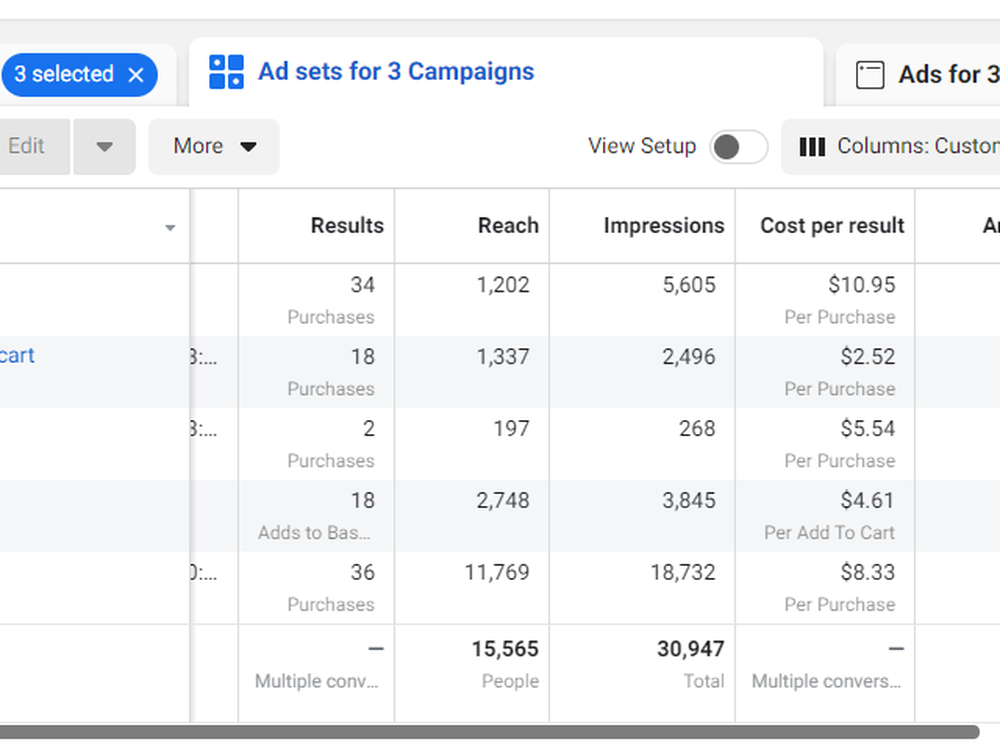 3 selected
Ad sets for 3 Campaigns
Ads for 3
Edit
More
View Setup
Columns: Custon
Results Reach Impressions Cost per result
34 1,202 5,605 $10.95
Purchases Per Purchase
cart 3:... 18 1,337 2,496 $2.52
Purchases Per Purchase
3:... 2 197 268 $5.54
Purchases Per Purchase
18 2,748 3,845 $4.61
Adds to Bas... Per Add To Cart
0:... 36 11,769 18,732 $8.33
Purchases Per Purchase
— 15,565 30,947 —
Multiple conv... People Total Multiple convers...